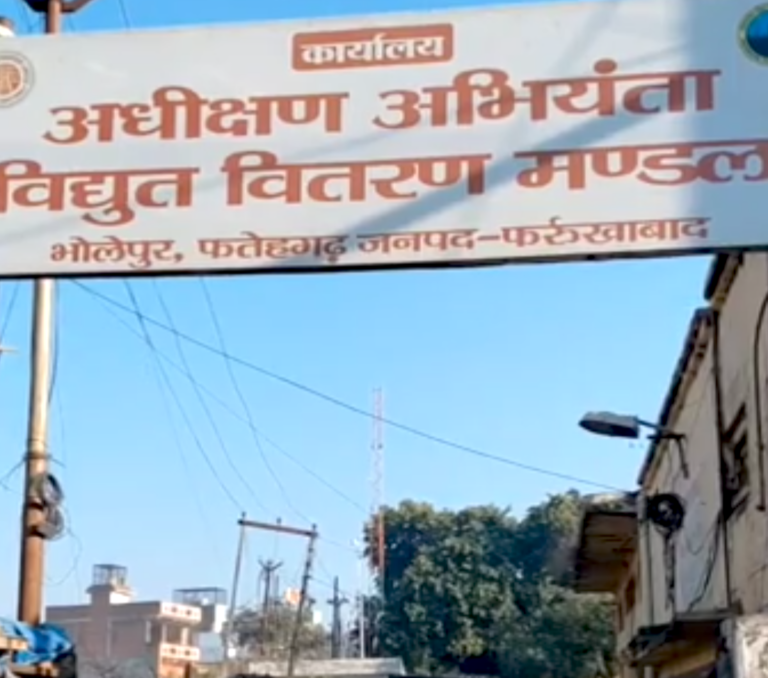 कार्यालय
अधीक्षण अभियंता
विद्युत वितरण मण्डल
भोलेपुर, फतेहगढ़ जनपद-फर्रुखाबाद